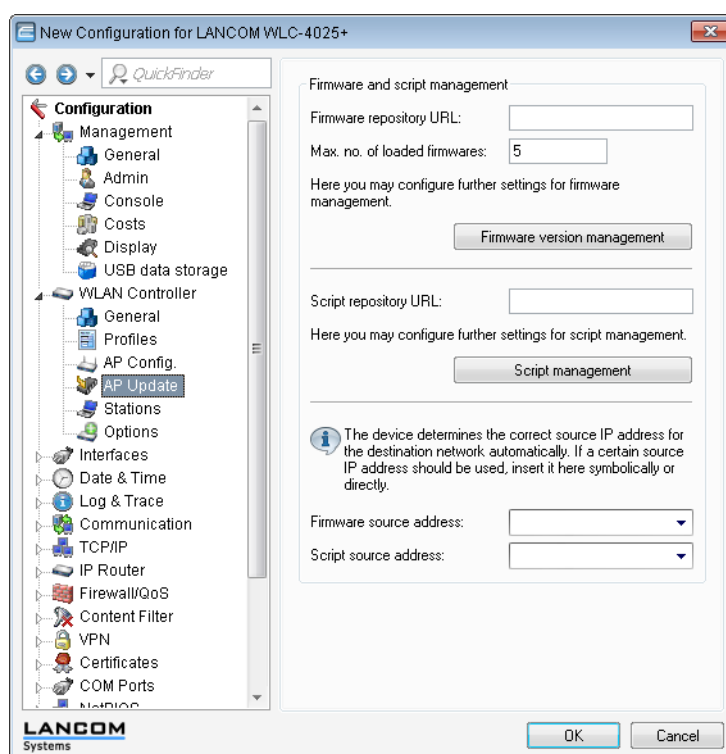 New Configuration for LANCOM WLC-4025+
QuickFinder
Configuration
Management
General
Admin
Console
Costs
Display
USB data storage
WLAN Controller
General
Profiles
AP Config.
AP Update
Stations
Options
Interfaces
Date & Time
Log & Trace
Communication
TCP/IP
IP Router
Firewall/QoS
Content Filter
VPN
Certificates
COM Ports
NetBIOS
Firmware and script management
Firmware repository URL:
Max. no. of loaded firmwares: 5
Here you may configure further settings for firmware
management.
Firmware version management
Script repository URL:
Here you may configure further settings for script management.
Script management
The device determines the correct source IP address for
the destination network automatically. If a certain source
IP address should be used, insert it here symbolically or
directly.
Firmware source address:
Script source address:
LANCOM
Systems
OK Cancel